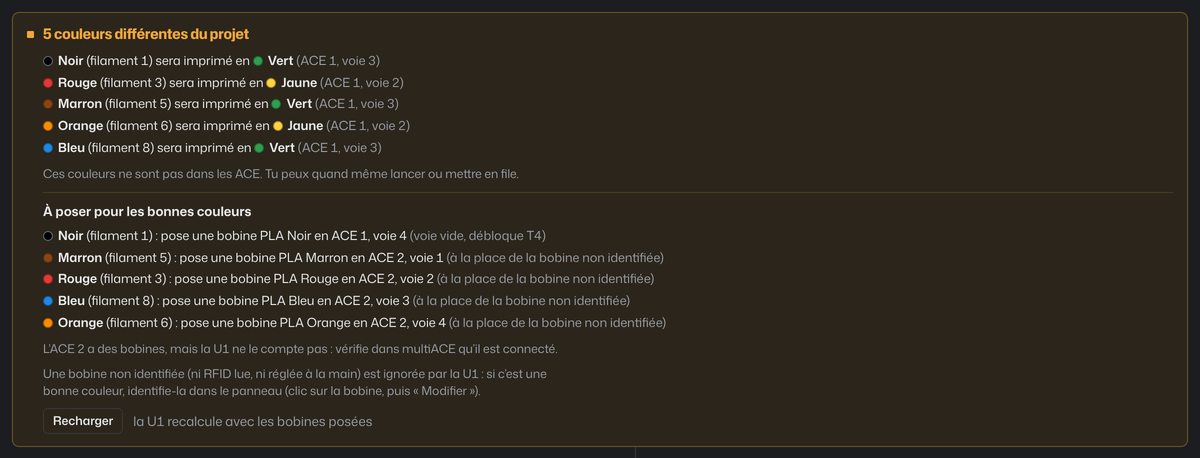 5 couleurs différentes du projet
Noir (filament 1) sera imprimé en Vert (ACE 1, voie 3)
Rouge (filament 3) sera imprimé en Jaune (ACE 1, voie 2)
Marron (filament 5) sera imprimé en Vert (ACE 1, voie 3)
Orange (filament 6) sera imprimé en Jaune (ACE 1, voie 2)
Bleu (filament 8) sera imprimé en Vert (ACE 1, voie 3)
Ces couleurs ne sont pas dans les ACE. Tu peux quand même lancer ou mettre en file.
À poser pour les bonnes couleurs
Noir (filament 1) : pose une bobine PLA Noir en ACE 1, voie 4 (voie vide, débloque T4)
Marron (filament 5) : pose une bobine PLA Marron en ACE 2, voie 1 (à la place de la bobine non identifiée)
Rouge (filament 3) : pose une bobine PLA Rouge en ACE 2, voie 2 (à la place de la bobine non identifiée)
Bleu (filament 8) : pose une bobine PLA Bleu en ACE 2, voie 3 (à la place de la bobine non identifiée)
Orange (filament 6) : pose une bobine PLA Orange en ACE 2, voie 4 (à la place de la bobine non identifiée)
L'ACE 2 a des bobines, mais la U1 ne le compte pas : vérifie dans multiACE qu'il est connecté.
Une bobine non identifiée (ni RFID lue, ni réglée à la main) est ignorée par la U1 : si c'est une
bonne couleur, identifie-la dans le panneau (clic sur la bobine, puis « Modifier »).
Recharger la U1 recalcule avec les bobines posées